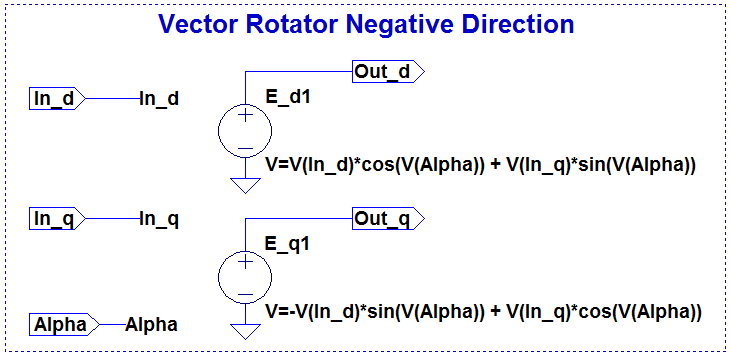 Vector Rotator Negative Direction
Out_d
In_d In_d E_d1
V=V(In_d)*cos(V(Alpha)) + V(In_q)*sin(V(Alpha))
In_q In_q Out_q
E_q1
V=-V(In_d)*sin(V(Alpha)) + V(In_q)*cos(V(Alpha))
Alpha Alpha